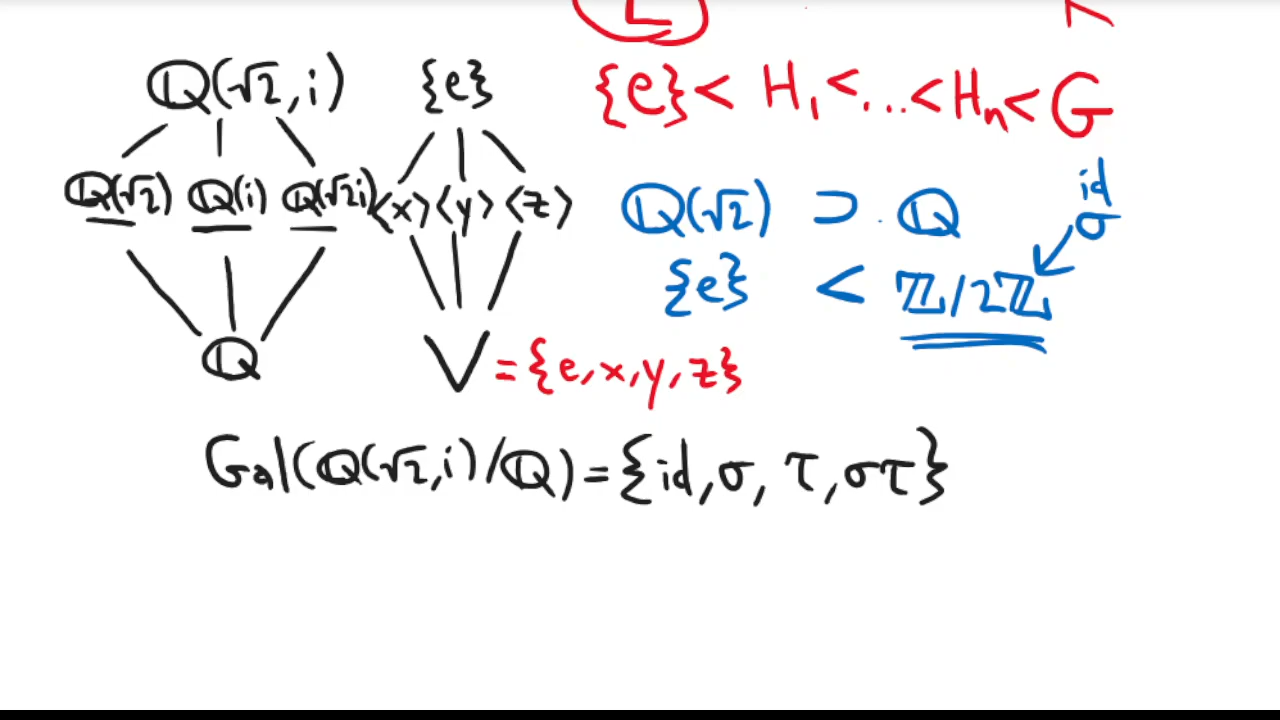 L
{e} < H₁ < ... < Hₙ < G
ℚ(√2, i) {e}
ℚ(√2) ℚ(i) ℚ(√2i) <x> <y> <z>
ℚ(√2) ⊃ ℚ
id
σ
{e} < ℤ/2ℤ
ℚ V = {e, x, y, z}
Gal(ℚ(√2, i)/ℚ) = {id, σ, τ, στ}